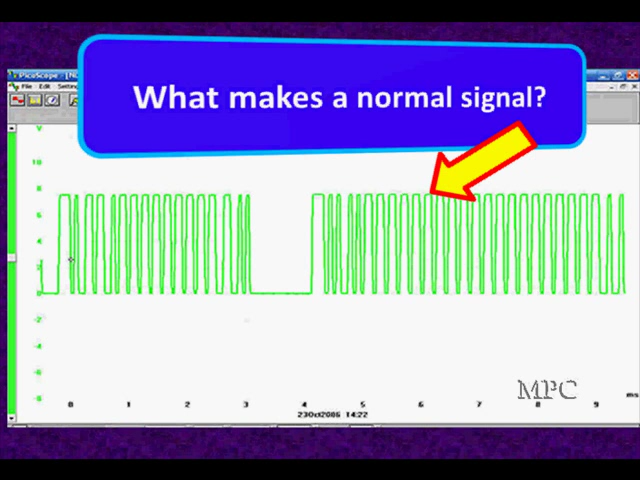 What makes a normal signal?
PicoScope - [N
File Edit Settin
V
10
8
6
4
2
0
-2
-4
-6
-8
0 1 2 3 4 5 6 7 8 9
ms
23Oct2006 14:22
MPC